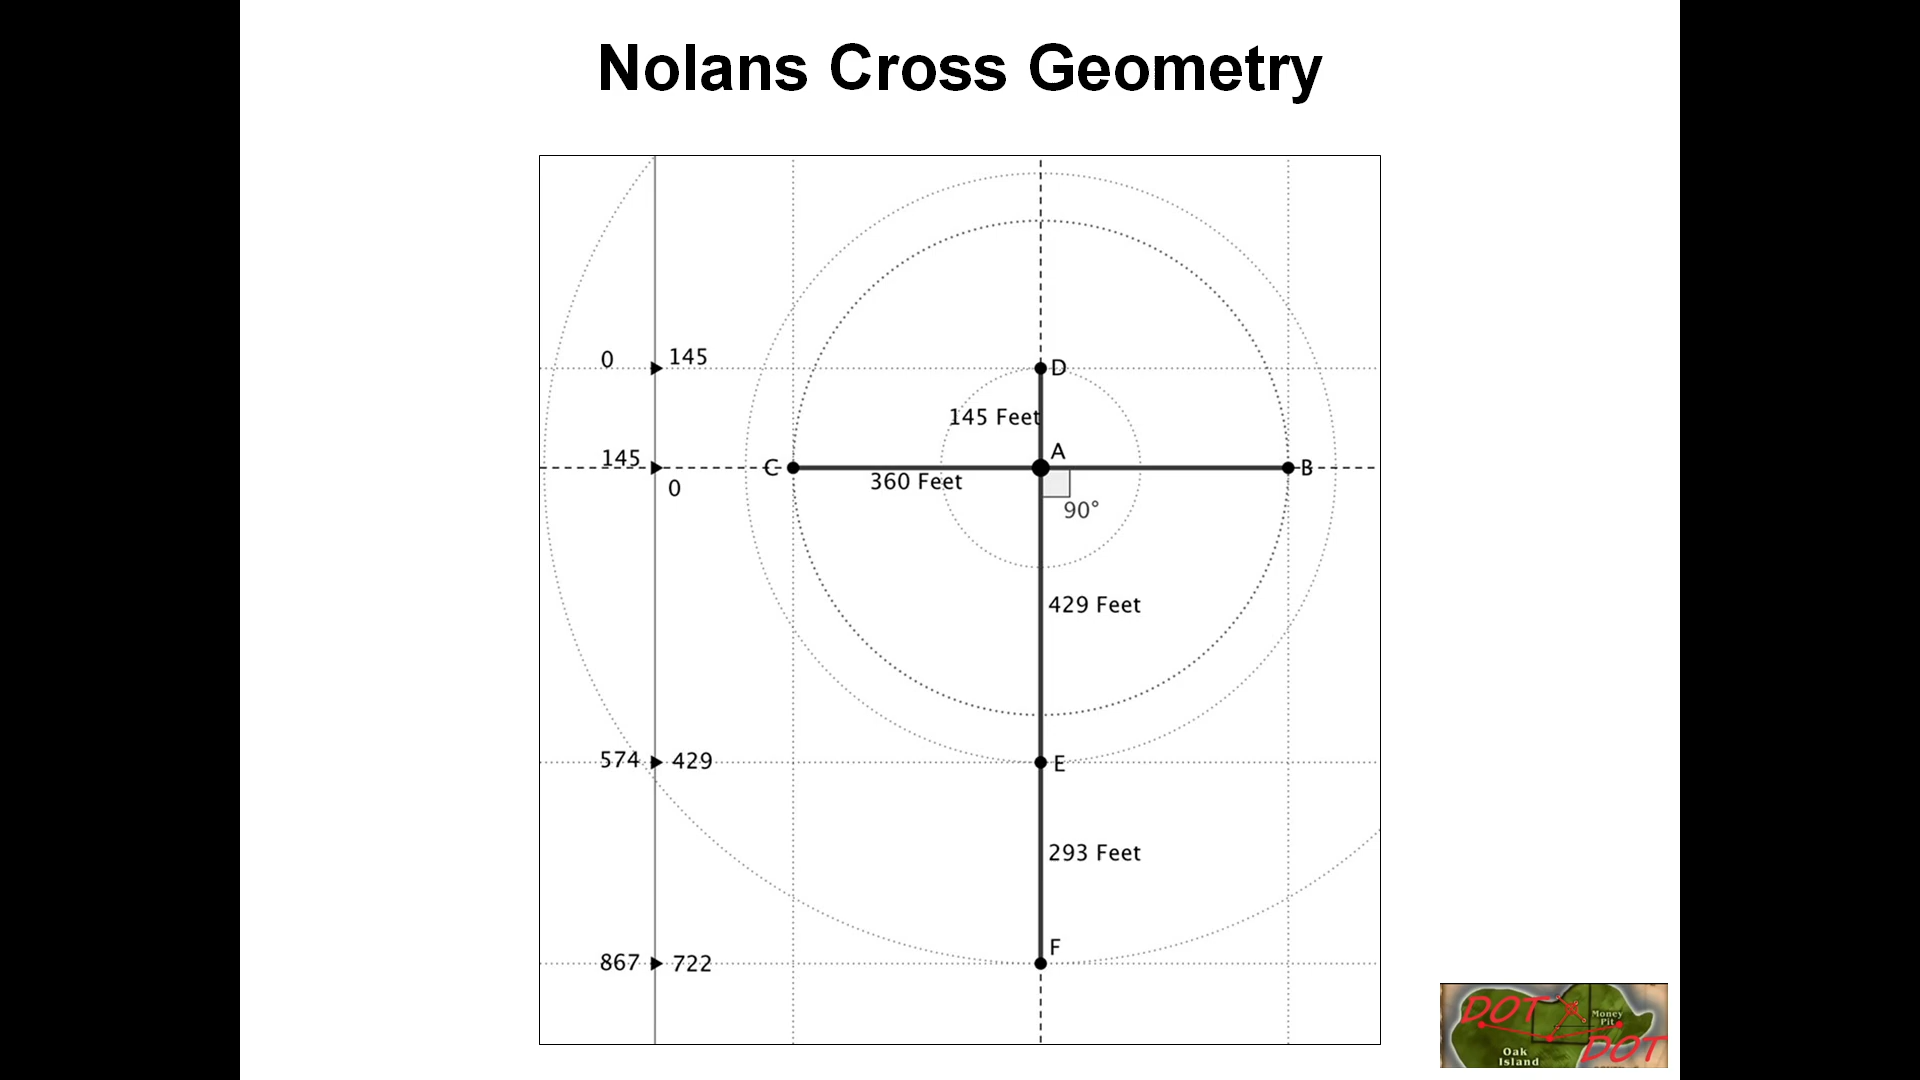 Nolans Cross Geometry
0
145
D
145 Feet
A
145
C
B
360 Feet
0
90°
429 Feet
574
429
E
293 Feet
F
867
722
DOT
Money
Pit
Oak
Island
DOT